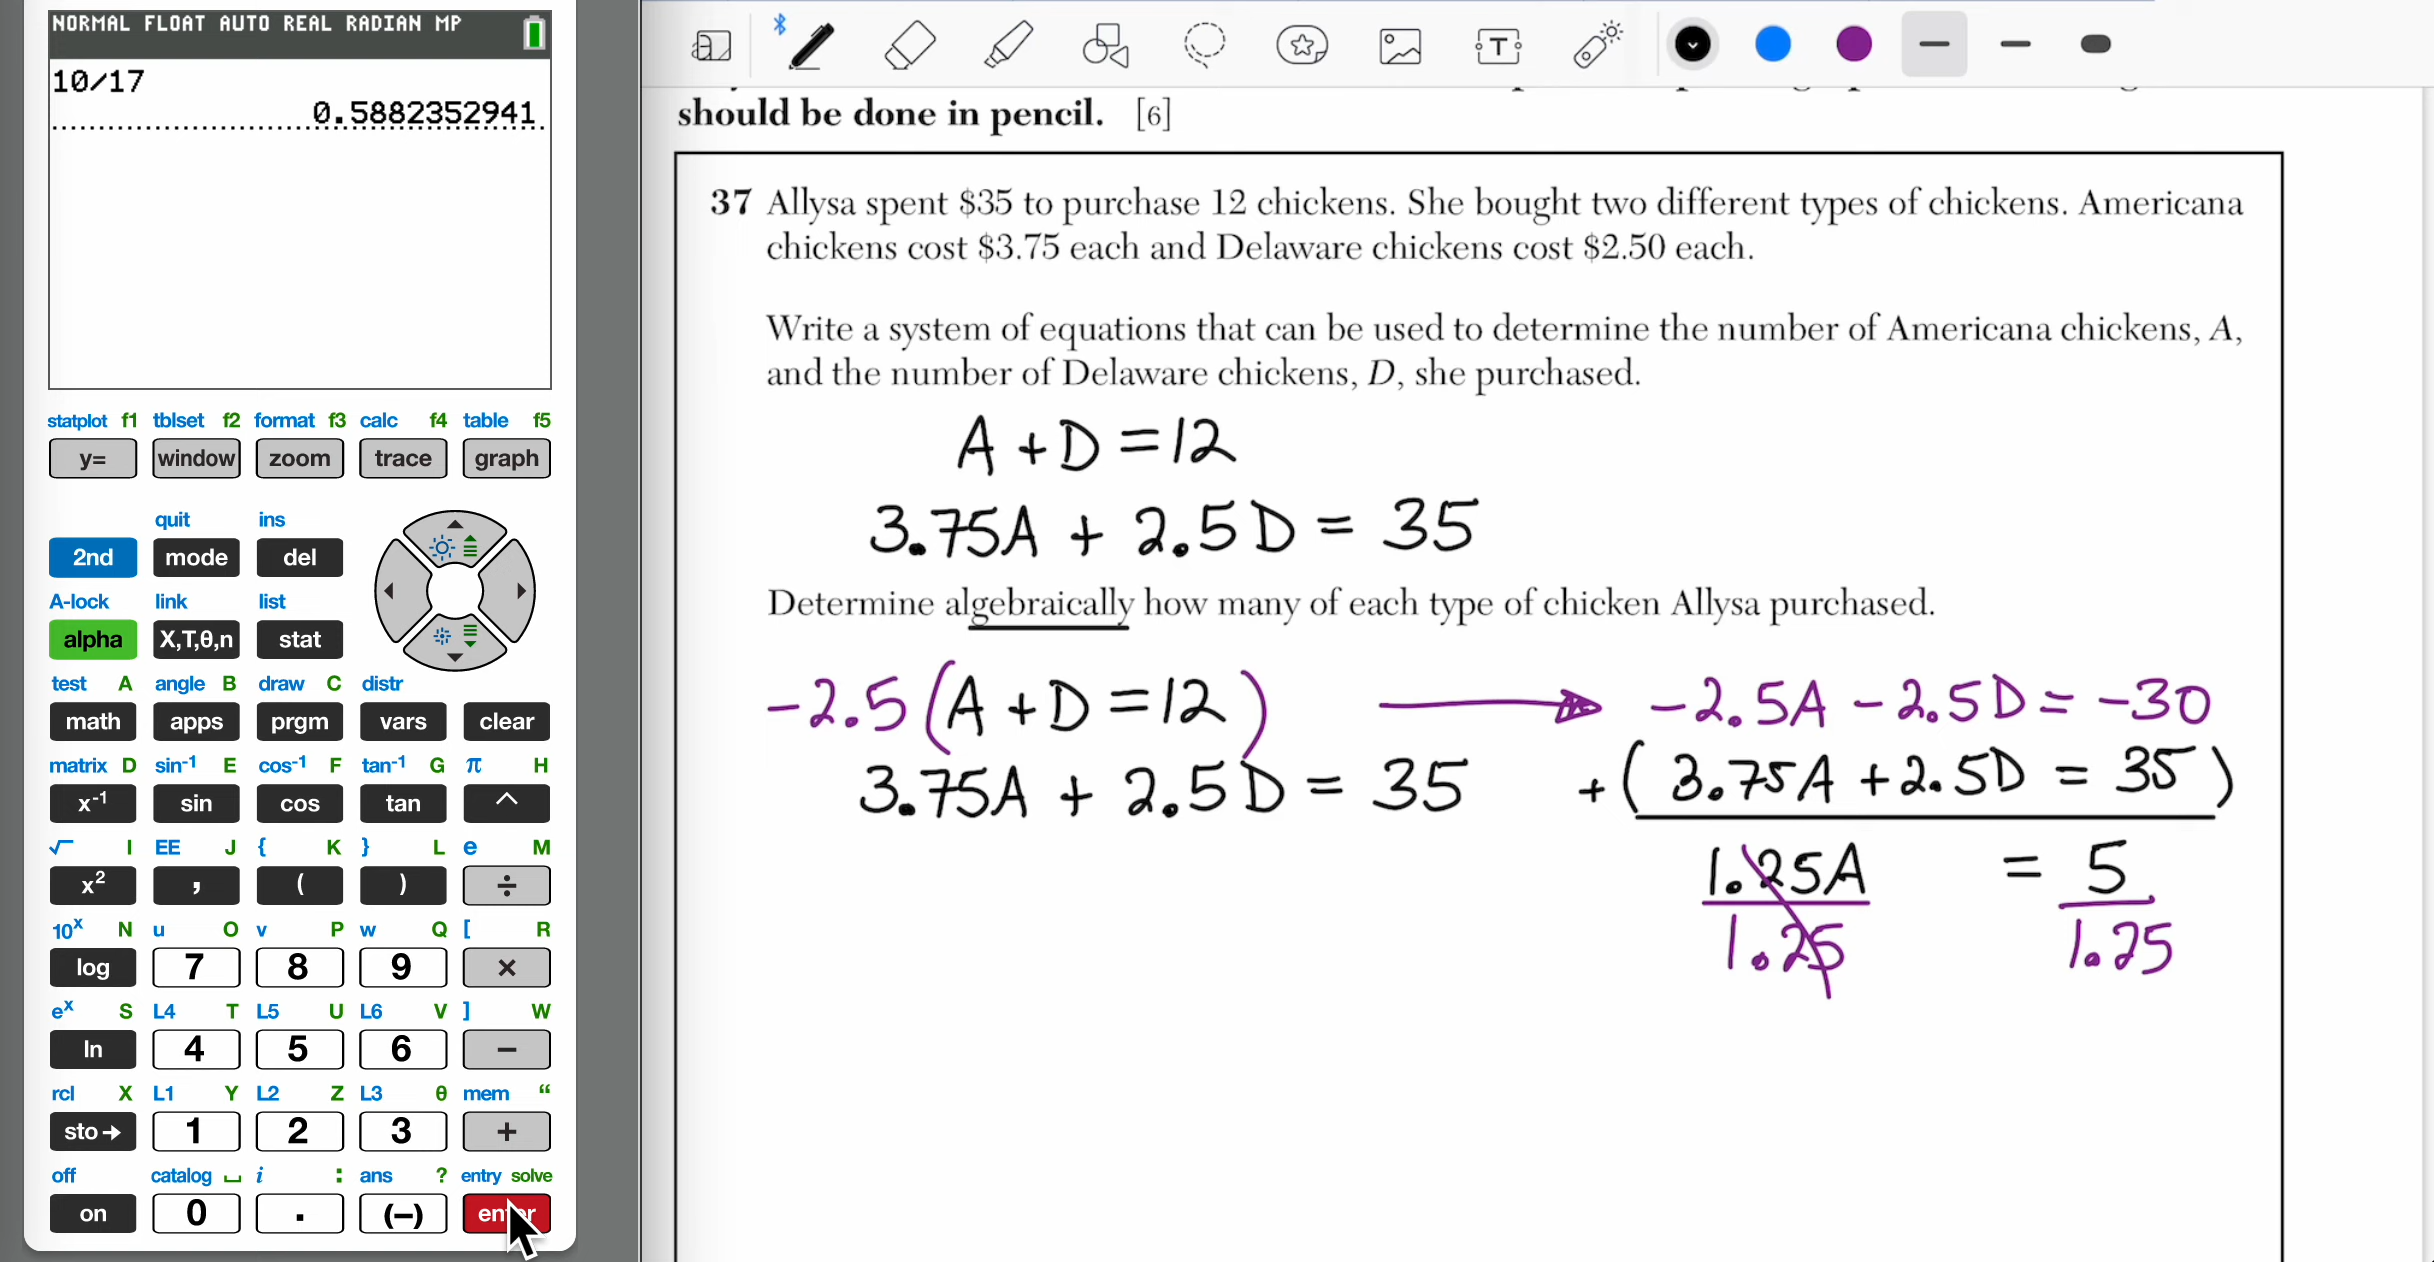 NORMAL FLOAT AUTO REAL RADIAN MP
10/17
0.5882352941
statplot f1 tblset f2 format f3 calc f4 table f5
y= window zoom trace graph
quit ins
2nd mode del
A-lock link list
alpha X,T,θ,n stat
test A angle B draw C distr
math apps prgm vars clear
matrix D sin⁻¹ E cos⁻¹ F tan⁻¹ G π H
x⁻¹ sin cos tan ^
√ I EE J { K } L e M
x² , ( ) ÷
10ˣ N u O v P w Q [ R
log 7 8 9 ×
eˣ S L4 T L5 U L6 V ] W
ln 4 5 6 −
rcl X L1 Y L2 Z L3 θ mem “
sto→ 1 2 3 +
off catalog ⎵ i : ans ? entry solve
on 0 . (−) enter
T
should be done in pencil. [6]
37 Allysa spent $35 to purchase 12 chickens. She bought two different types of chickens. Americana
chickens cost $3.75 each and Delaware chickens cost $2.50 each.
Write a system of equations that can be used to determine the number of Americana chickens, A,
and the number of Delaware chickens, D, she purchased.
A + D = 12
3.75A + 2.5D = 35
Determine algebraically how many of each type of chicken Allysa purchased.
-2.5(A + D = 12) → -2.5A - 2.5D = -30
3.75A + 2.5D = 35 + (3.75A + 2.5D = 35)
1.25A = 5
1.25 1.25